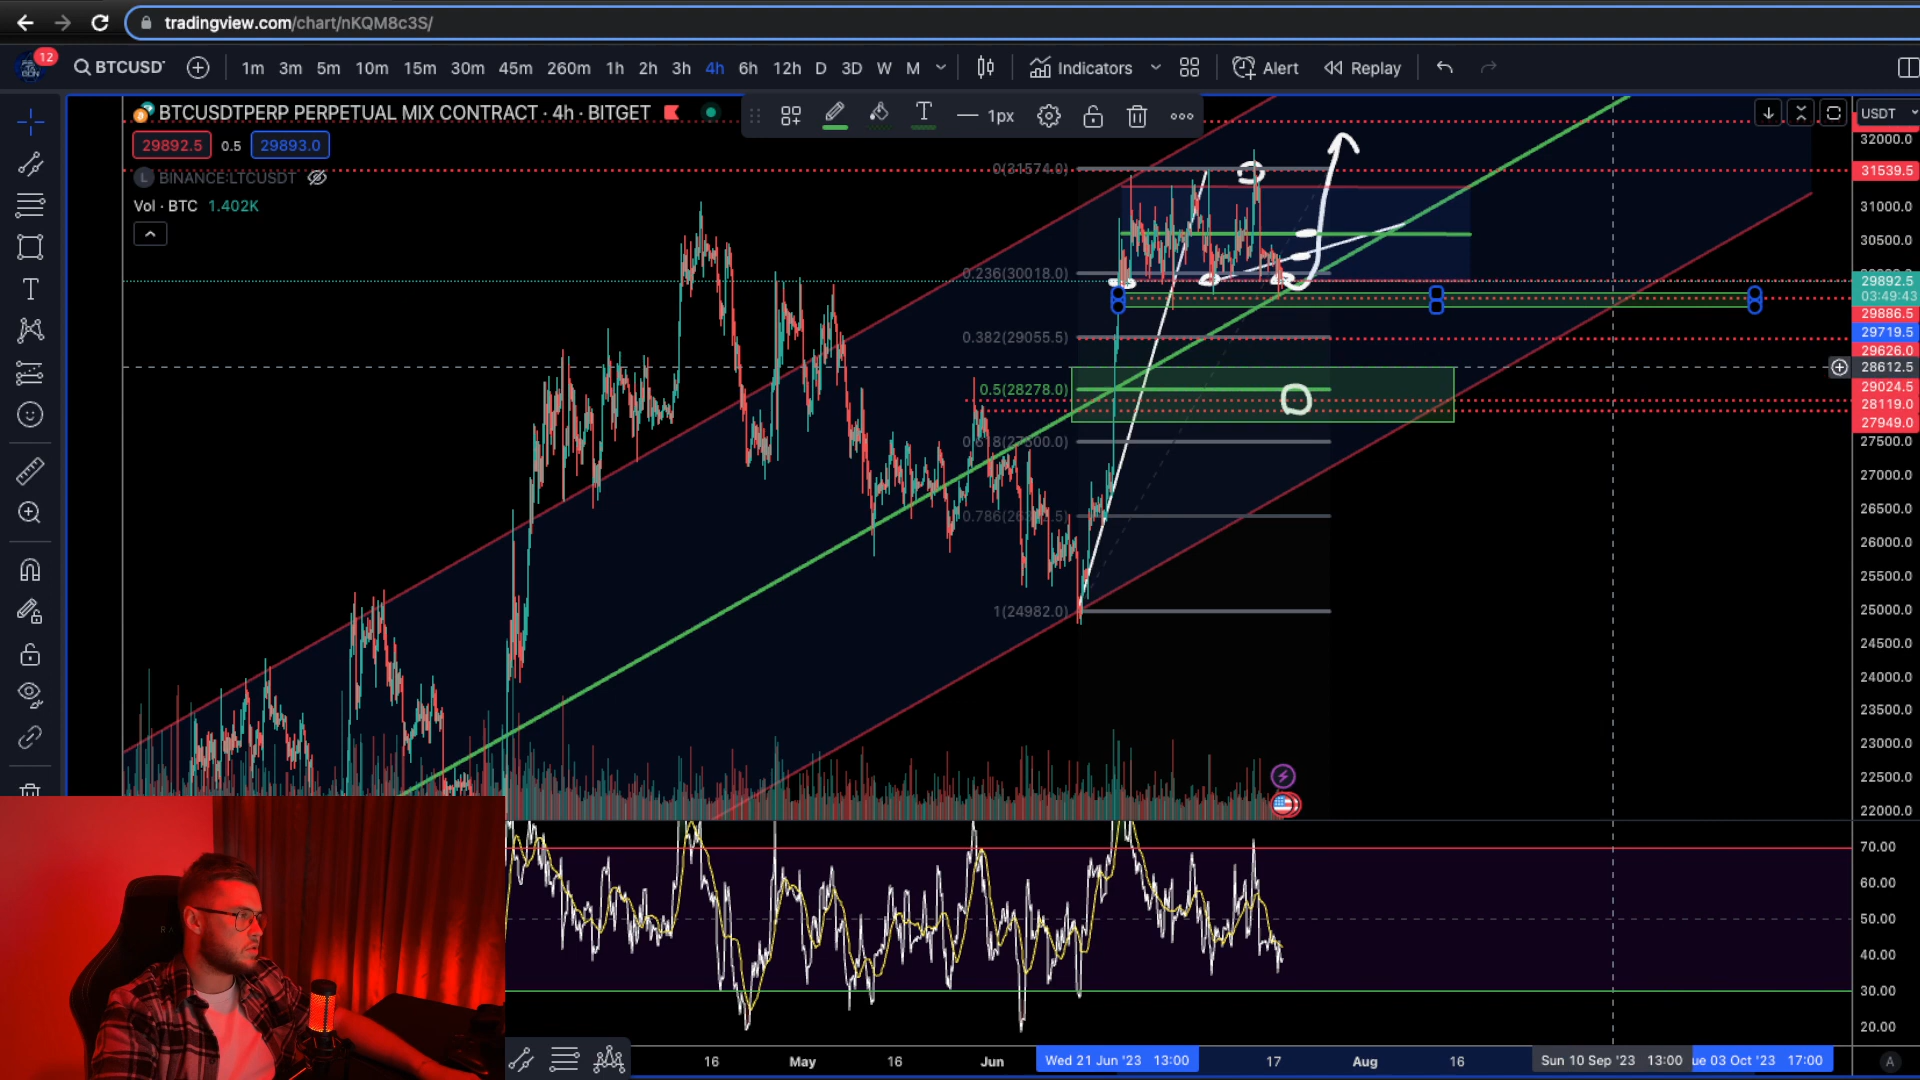 tradingview.com/chart/nKQM8c3S/
12
BTCUSDT
1m 3m 5m 10m 15m 30m 45m 260m 1h 2h 3h 4h 6h 12h D 3D W M
Indicators
Alert
Replay
BTCUSDTPERP PERPETUAL MIX CONTRACT · 4h · BITGET
1px
USDT
29892.5 0.5 29893.0
L BINANCE:LTCUSDT
Vol · BTC 1.402K
0(31574.0)
0.236(30018.0)
0.382(29055.5)
0.5(28278.0)
0.618(27500.0)
1(24982.0)
32000.0
31539.5
31000.0
30500.0
29892.5
03:49:43
29886.5
29719.5
29626.0
28612.5
29024.5
28119.0
27949.0
27500.0
27000.0
26500.0
26000.0
25500.0
25000.0
24500.0
24000.0
23500.0
23000.0
22500.0
22000.0
70.00
60.00
50.00
40.00
30.00
20.00
16 May 16 Jun Wed 21 Jun '23 13:00 17 Aug 16 Sun 10 Sep '23 13:00 ue 03 Oct '23 17:00
A